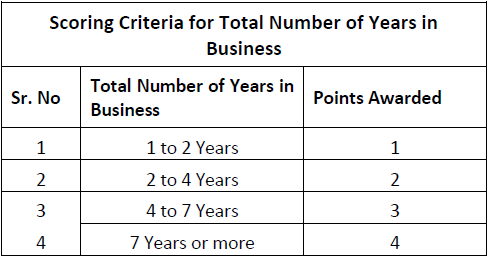 Scoring Criteria for Total Number of Years in
Business
Sr. No
Total Number of Years in
Business
Points Awarded
1 1 to 2 Years 1
2 2 to 4 Years 2
3 4 to 7 Years 3
4 7 Years or more 4